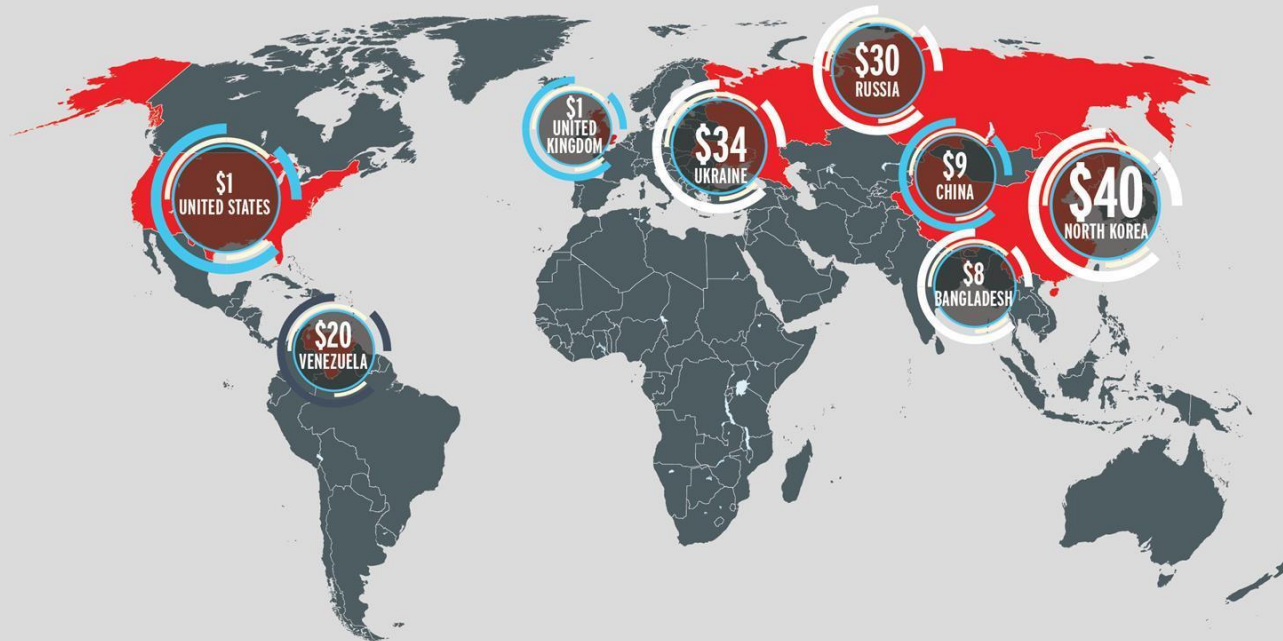 $30
RUSSIA
$1
UNITED
KINGDOM
$34
UKRAINE
$9
CHINA
$40
NORTH KOREA
$1
UNITED STATES
$8
BANGLADESH
$20
VENEZUELA